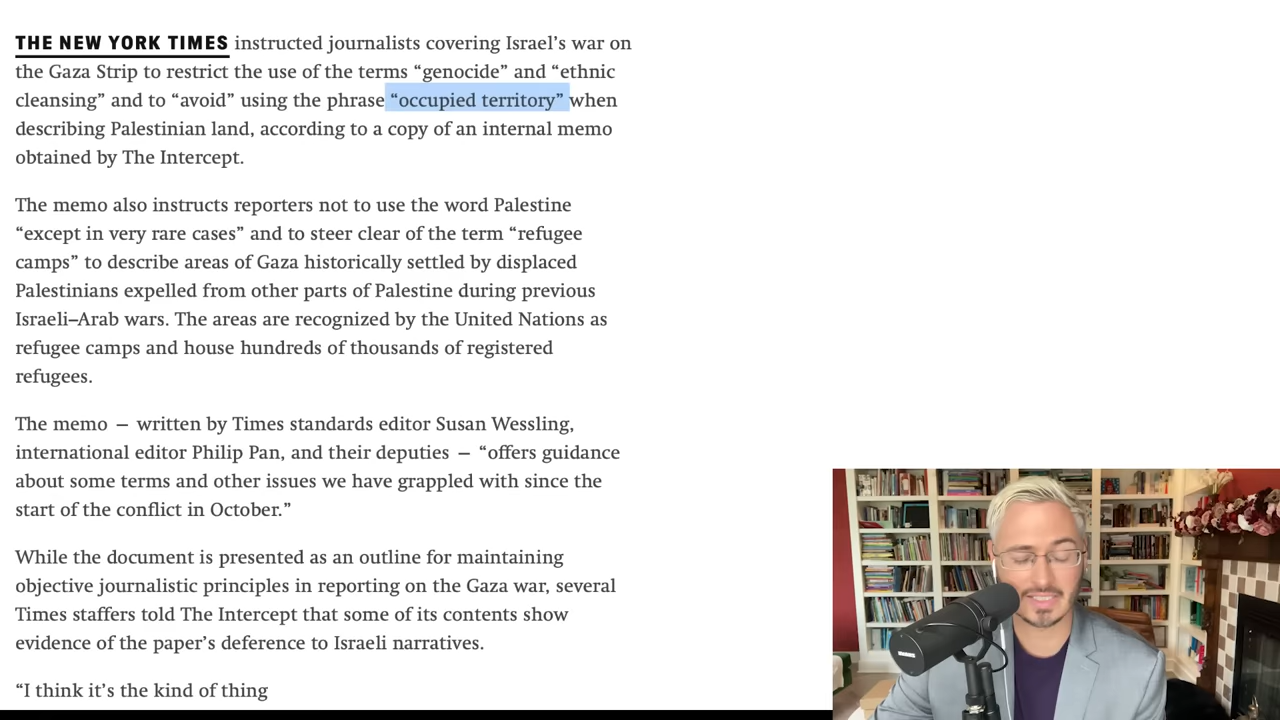 THE NEW YORK TIMES instructed journalists covering Israel’s war on
the Gaza Strip to restrict the use of the terms “genocide” and “ethnic
cleansing” and to “avoid” using the phrase “occupied territory” when
describing Palestinian land, according to a copy of an internal memo
obtained by The Intercept.
The memo also instructs reporters not to use the word Palestine
“except in very rare cases” and to steer clear of the term “refugee
camps” to describe areas of Gaza historically settled by displaced
Palestinians expelled from other parts of Palestine during previous
Israeli–Arab wars. The areas are recognized by the United Nations as
refugee camps and house hundreds of thousands of registered
refugees.
The memo — written by Times standards editor Susan Wessling,
international editor Philip Pan, and their deputies — “offers guidance
about some terms and other issues we have grappled with since the
start of the conflict in October.”
While the document is presented as an outline for maintaining
objective journalistic principles in reporting on the Gaza war, several
Times staffers told The Intercept that some of its contents show
evidence of the paper’s deference to Israeli narratives.
“I think it’s the kind of thing